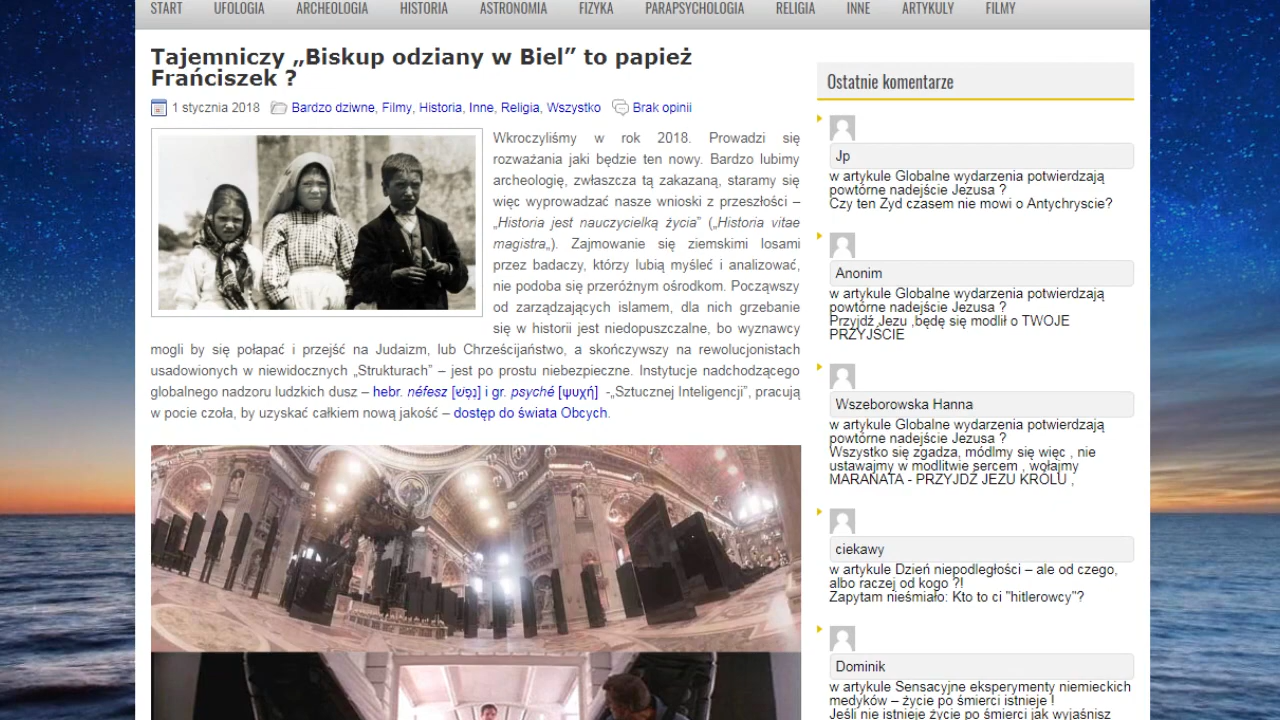 START UFOLOGIA ARCHEOLOGIA HISTORIA ASTRONOMIA FIZYKA PARAPSYCHOLOGIA RELIGIA INNE ARTYKUŁY FILMY
Tajemniczy „Biskup odziany w Biel” to papież
Frańciszek ?
1 stycznia 2018 Bardzo dziwne, Filmy, Historia, Inne, Religia, Wszystko Brak opinii
Wkroczyliśmy w rok 2018. Prowadzi się
rozważania jaki będzie ten nowy. Bardzo lubimy
archeologię, zwłaszcza tą zakazaną, staramy się
więc wyprowadzać nasze wnioski z przeszłości –
„Historia jest nauczycielką życia” („Historia vitae
magistra„). Zajmowanie się ziemskimi losami
przez badaczy, którzy lubią myśleć i analizować,
nie podoba się przeróżnym ośrodkom. Począwszy
od zarządzających islamem, dla nich grzebanie
się w historii jest niedopuszczalne, bo wyznawcy
mogli by się połapać i przejść na Judaizm, lub Chrześcijaństwo, a skończywszy na rewolucjonistach
usadowionych w niewidocznych „Strukturach” – jest po prostu niebezpieczne. Instytucje nadchodzącego
globalnego nadzoru ludzkich dusz – hebr. néfesz [נֶפֶשׁ] i gr. psyché [ψυχή] -„Sztucznej Inteligencji”, pracują
w pocie czoła, by uzyskać całkiem nową jakość – dostęp do świata Obcych.
Ostatnie komentarze
Jp
w artykule Globalne wydarzenia potwierdzają
powtórne nadejście Jezusa ?
Czy ten Zyd czasem nie mowi o Antychryscie?
Anonim
w artykule Globalne wydarzenia potwierdzają
powtórne nadejście Jezusa ?
Przyjdź Jezu ,będę się modlił o TWOJE
PRZYJŚCIE
Wszeborowska Hanna
w artykule Globalne wydarzenia potwierdzają
powtórne nadejście Jezusa ?
Wszystko się zgadza, módlmy się więc , nie
ustawajmy w modlitwie sercem , wołajmy
MARANATA - PRZYJDŹ JEZU KRÓLU ,
ciekawy
w artykule Dzień niepodległości – ale od czego,
albo raczej od kogo ?!
Zapytam nieśmiało: Kto to ci "hitlerowcy"?
Dominik
w artykule Sensacyjne eksperymenty niemieckich
medyków – życie po śmierci istnieje !
Jeśli nie istnieje życie po śmierci jak wyjaśnisz